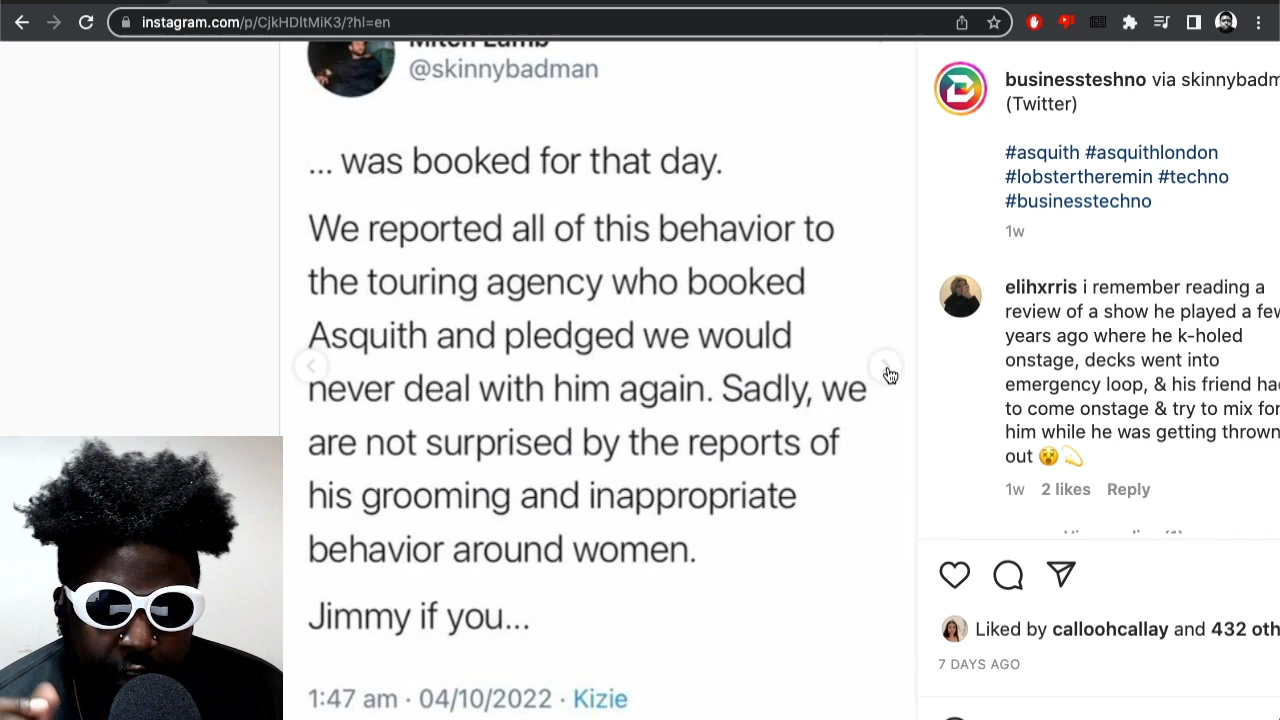 instagram.com/p/CjkHDltMiK3/?hl=en
Mitch Lamb
@skinnybadman
... was booked for that day.
We reported all of this behavior to
the touring agency who booked
Asquith and pledged we would
never deal with him again. Sadly, we
are not surprised by the reports of
his grooming and inappropriate
behavior around women.
Jimmy if you...
1:47 am · 04/10/2022 · Kizie
businessteshno via skinnybadm
(Twitter)
#asquith #asquithlondon
#lobstertheremin #techno
#businesstechno
1w
elihxrris i remember reading a
review of a show he played a few
years ago where he k-holed
onstage, decks went into
emergency loop, & his friend had
to come onstage & try to mix for
him while he was getting thrown
out 😵💫
1w 2 likes Reply
Liked by calloohcallay and 432 oth
7 DAYS AGO